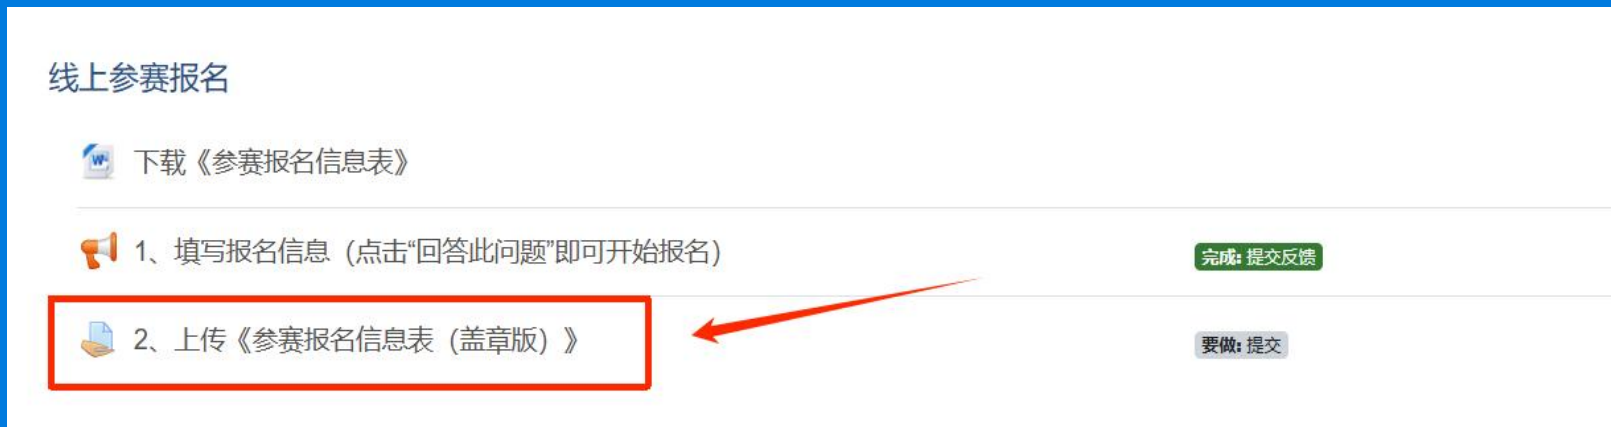 线上参赛报名
下载《参赛报名信息表》
1、填写报名信息（点击“回答此问题”即可开始报名）
完成: 提交反馈
2、上传《参赛报名信息表（盖章版）》
要做: 提交